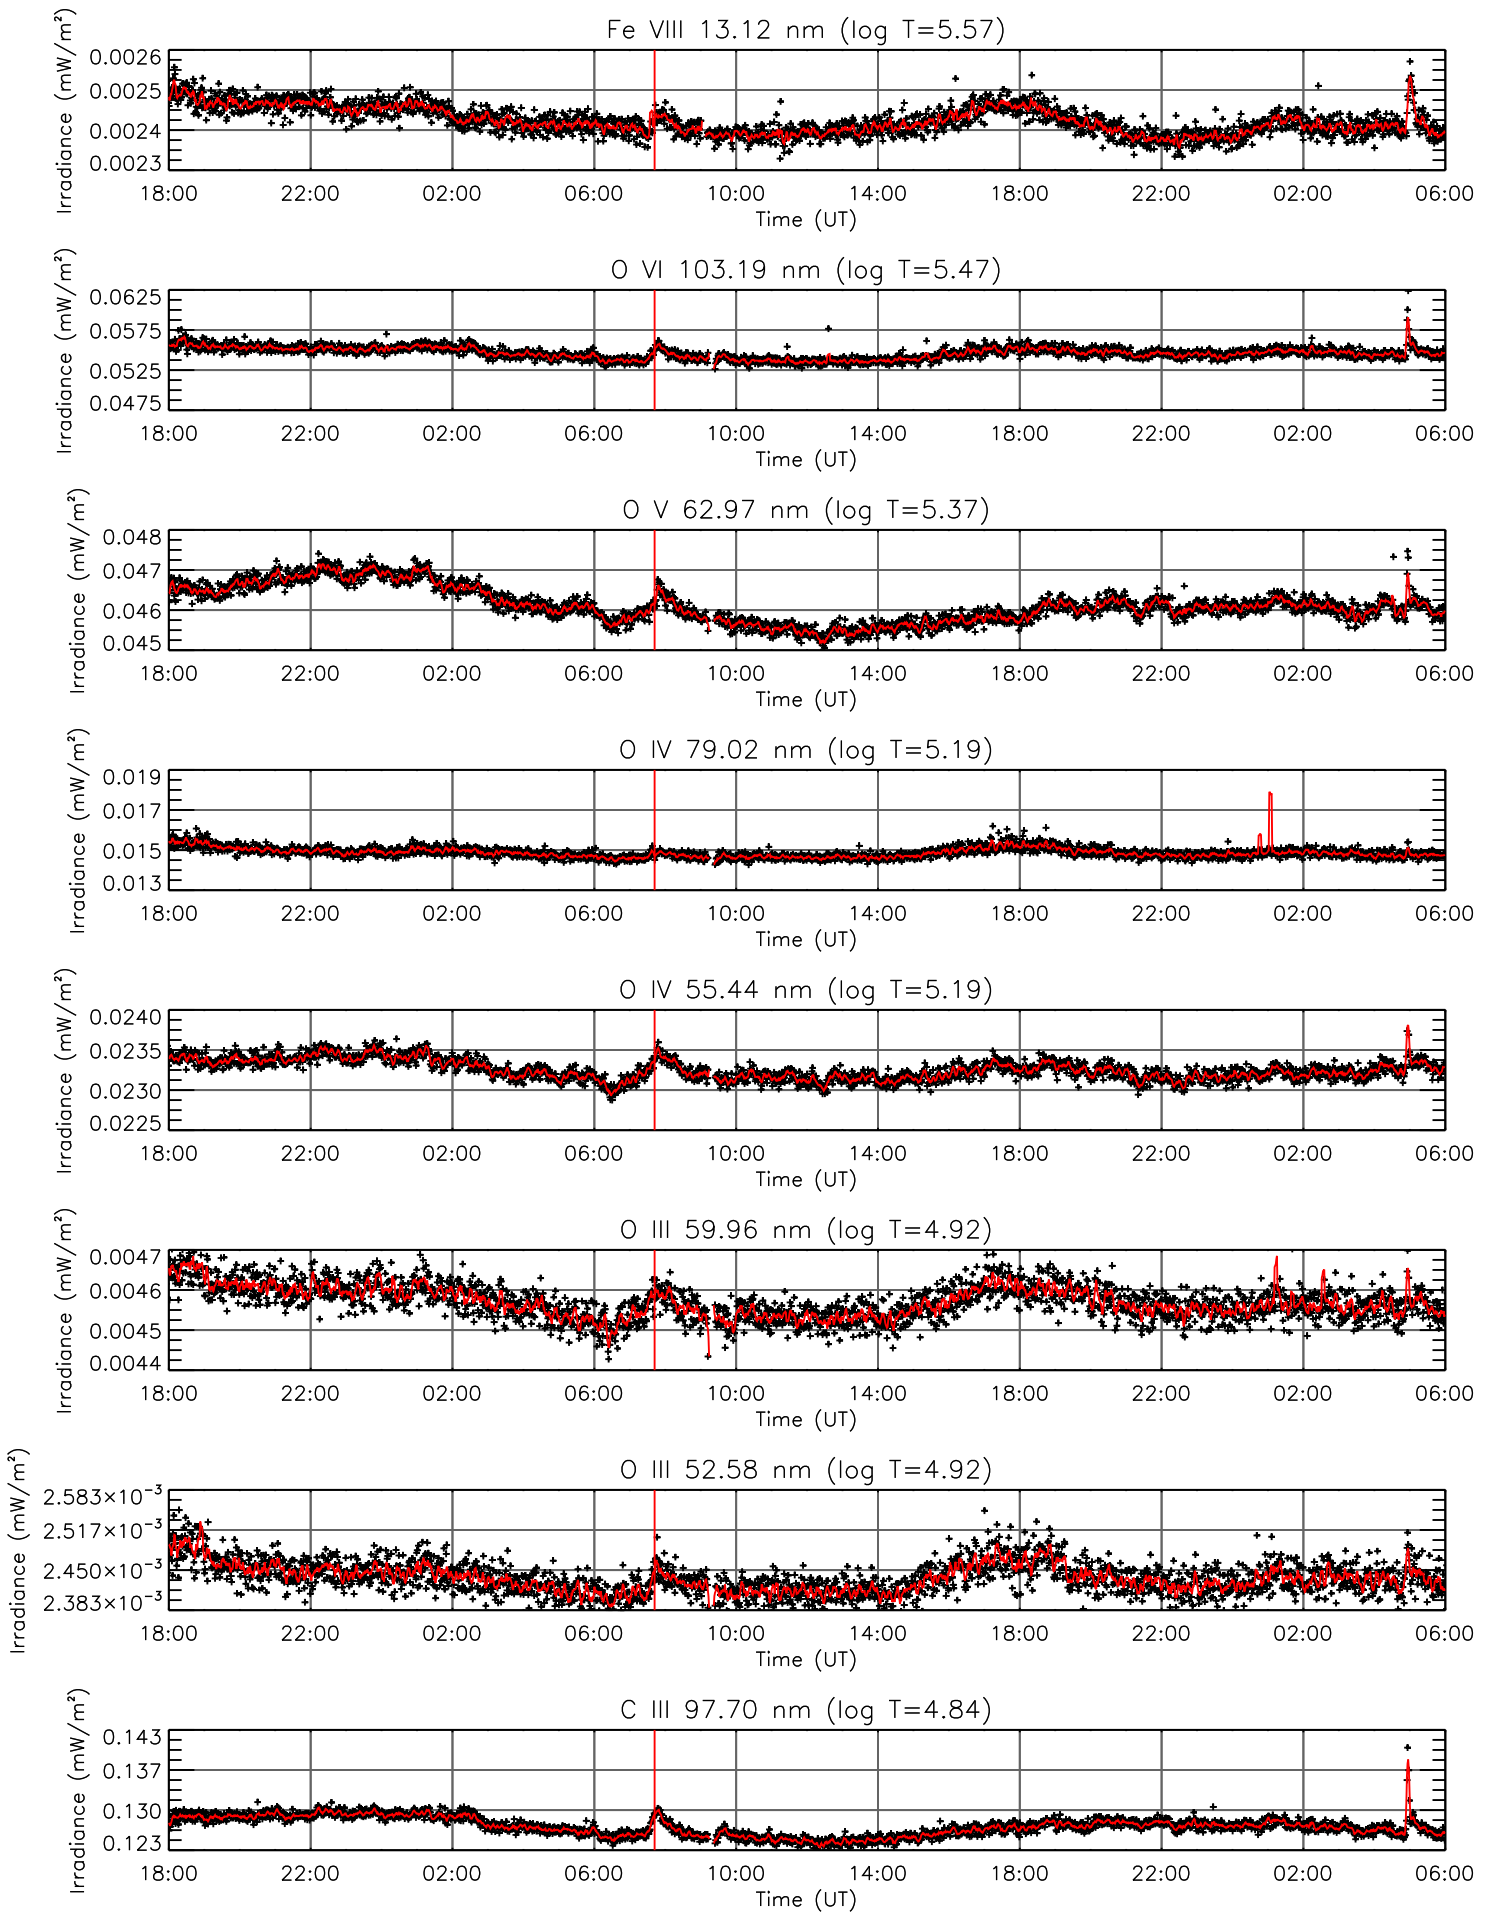 Fe VIII 13.12 nm (log T=5.57)
Irradiance (mW/m²)
0.0026
0.0025
0.0024
0.0023
18:00 22:00 02:00 06:00 10:00 14:00 18:00 22:00 02:00 06:00
Time (UT)
O VI 103.19 nm (log T=5.47)
Irradiance (mW/m²)
0.0625
0.0575
0.0525
0.0475
18:00 22:00 02:00 06:00 10:00 14:00 18:00 22:00 02:00 06:00
Time (UT)
O V 62.97 nm (log T=5.37)
Irradiance (mW/m²)
0.048
0.047
0.046
0.045
18:00 22:00 02:00 06:00 10:00 14:00 18:00 22:00 02:00 06:00
Time (UT)
O IV 79.02 nm (log T=5.19)
Irradiance (mW/m²)
0.019
0.017
0.015
0.013
18:00 22:00 02:00 06:00 10:00 14:00 18:00 22:00 02:00 06:00
Time (UT)
O IV 55.44 nm (log T=5.19)
Irradiance (mW/m²)
0.0240
0.0235
0.0230
0.0225
18:00 22:00 02:00 06:00 10:00 14:00 18:00 22:00 02:00 06:00
Time (UT)
O III 59.96 nm (log T=4.92)
Irradiance (mW/m²)
0.0047
0.0046
0.0045
0.0044
18:00 22:00 02:00 06:00 10:00 14:00 18:00 22:00 02:00 06:00
Time (UT)
O III 52.58 nm (log T=4.92)
Irradiance (mW/m²)
2.583×10⁻³
2.517×10⁻³
2.450×10⁻³
2.383×10⁻³
18:00 22:00 02:00 06:00 10:00 14:00 18:00 22:00 02:00 06:00
Time (UT)
C III 97.70 nm (log T=4.84)
Irradiance (mW/m²)
0.143
0.137
0.130
0.123
18:00 22:00 02:00 06:00 10:00 14:00 18:00 22:00 02:00 06:00
Time (UT)